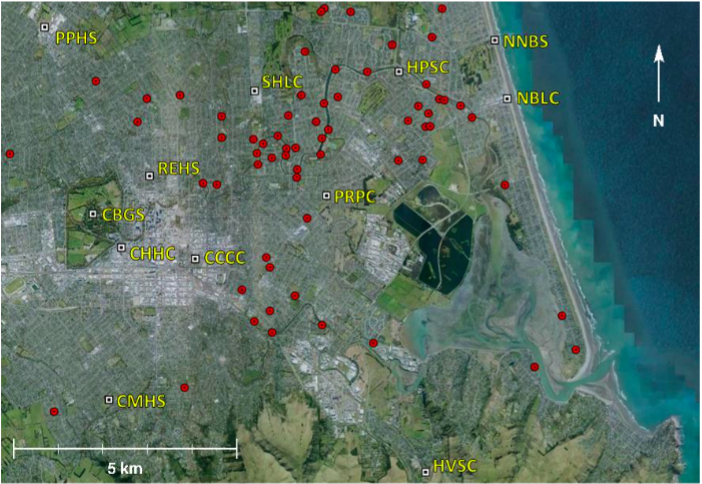 PPHS
NNBS
HPSC
SHLC
NBLC
N
REHS
PRPC
CBGS
CHHC
CCCC
CMHS
5 km
HVSC